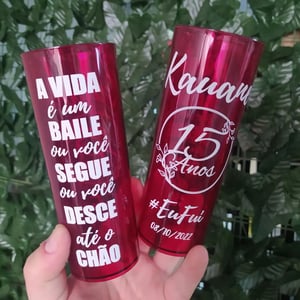 A VIDA
é um
BAILE
ou você
SEGUE
ou você
DESCE
até o
CHÃO
Kauane
15
Anos
#EuFui
08/10/2022